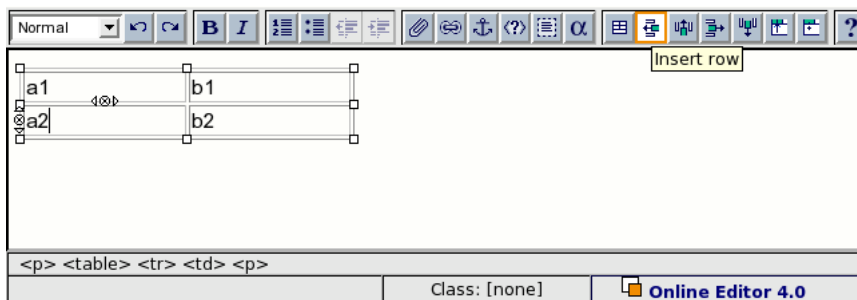 Normal B I α ?
Insert row
a1 b1
a2 b2
<p> <table> <tr> <td> <p>
Class: [none] Online Editor 4.0